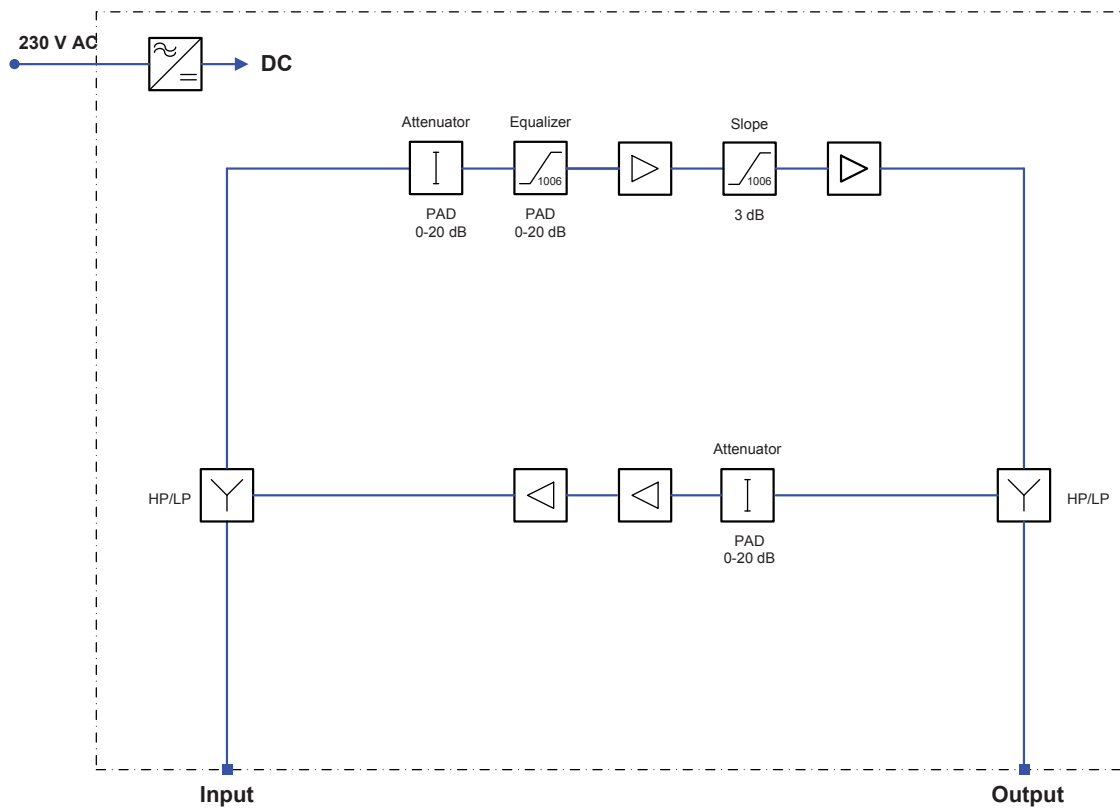 230 V AC
DC
Attenuator
Equalizer
Slope
1006
1006
PAD
0-20 dB
PAD
0-20 dB
3 dB
Attenuator
HP/LP
HP/LP
PAD
0-20 dB
Input
Output